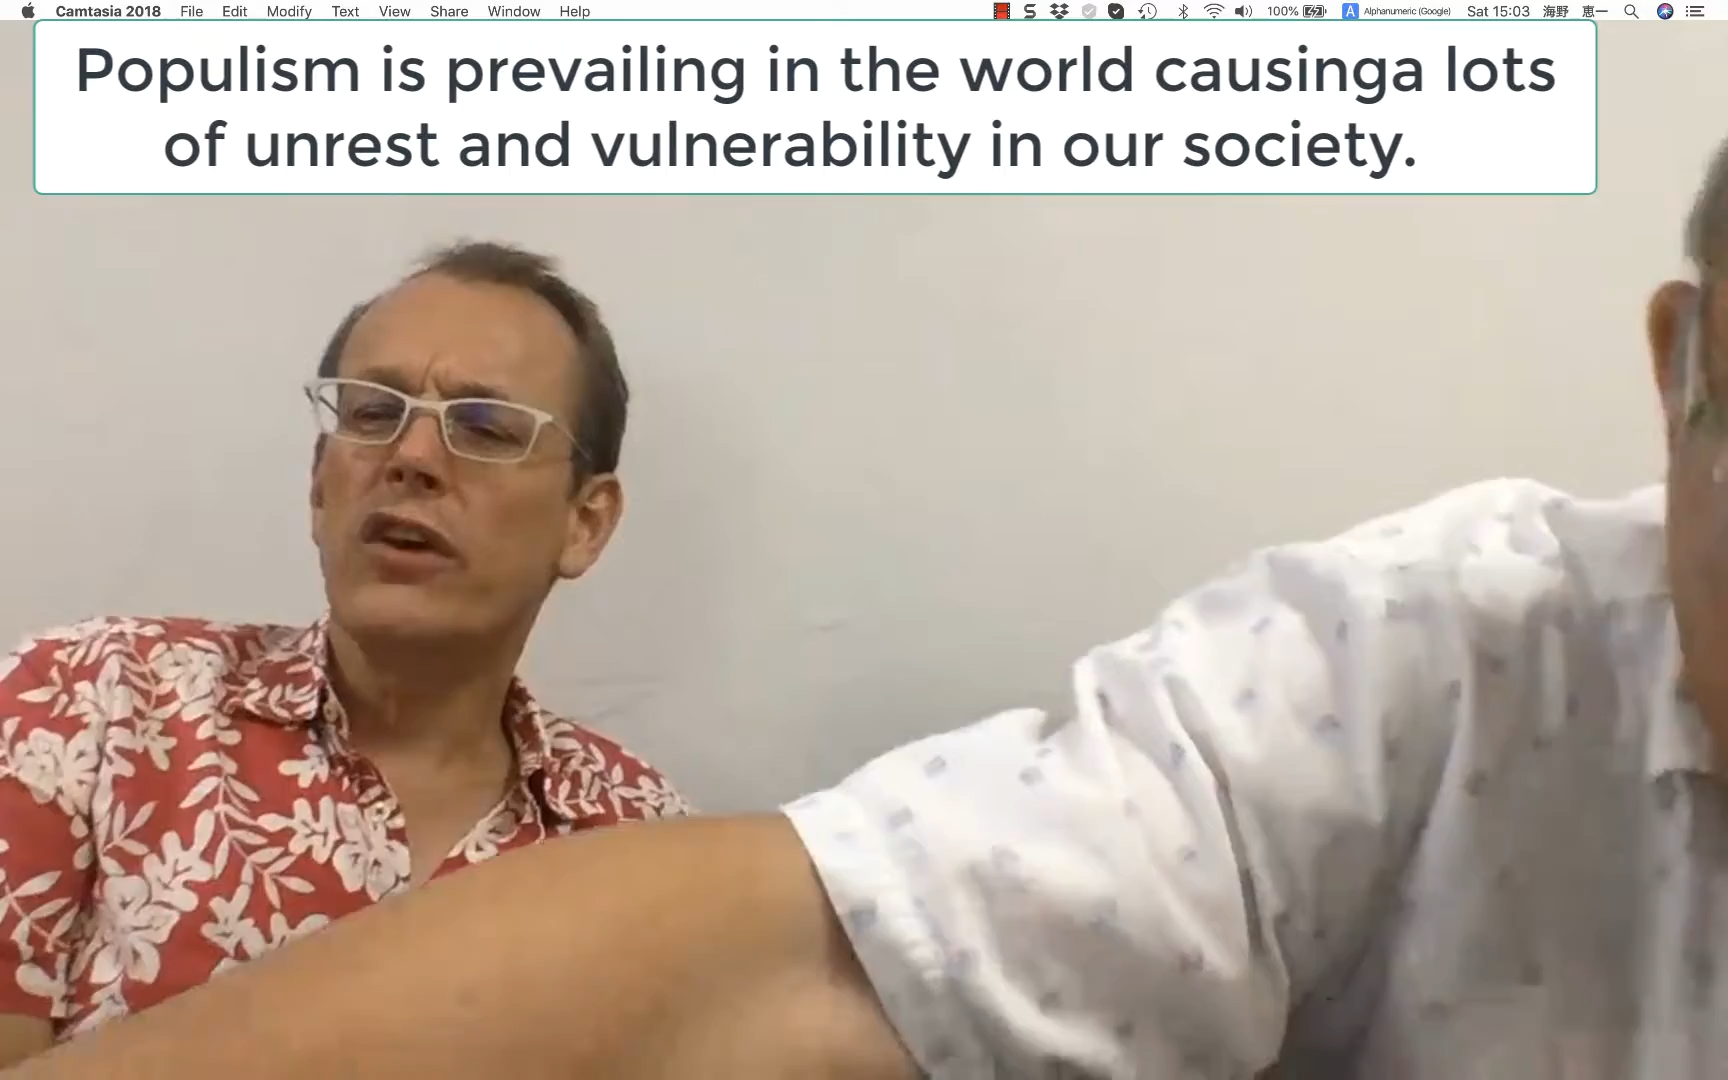 Camtasia 2018 File Edit Modify Text View Share Window Help 100% A Alphanumeric (Google) Sat 15:03 海野 恵一
Populism is prevailing in the world causinga lots
of unrest and vulnerability in our society.